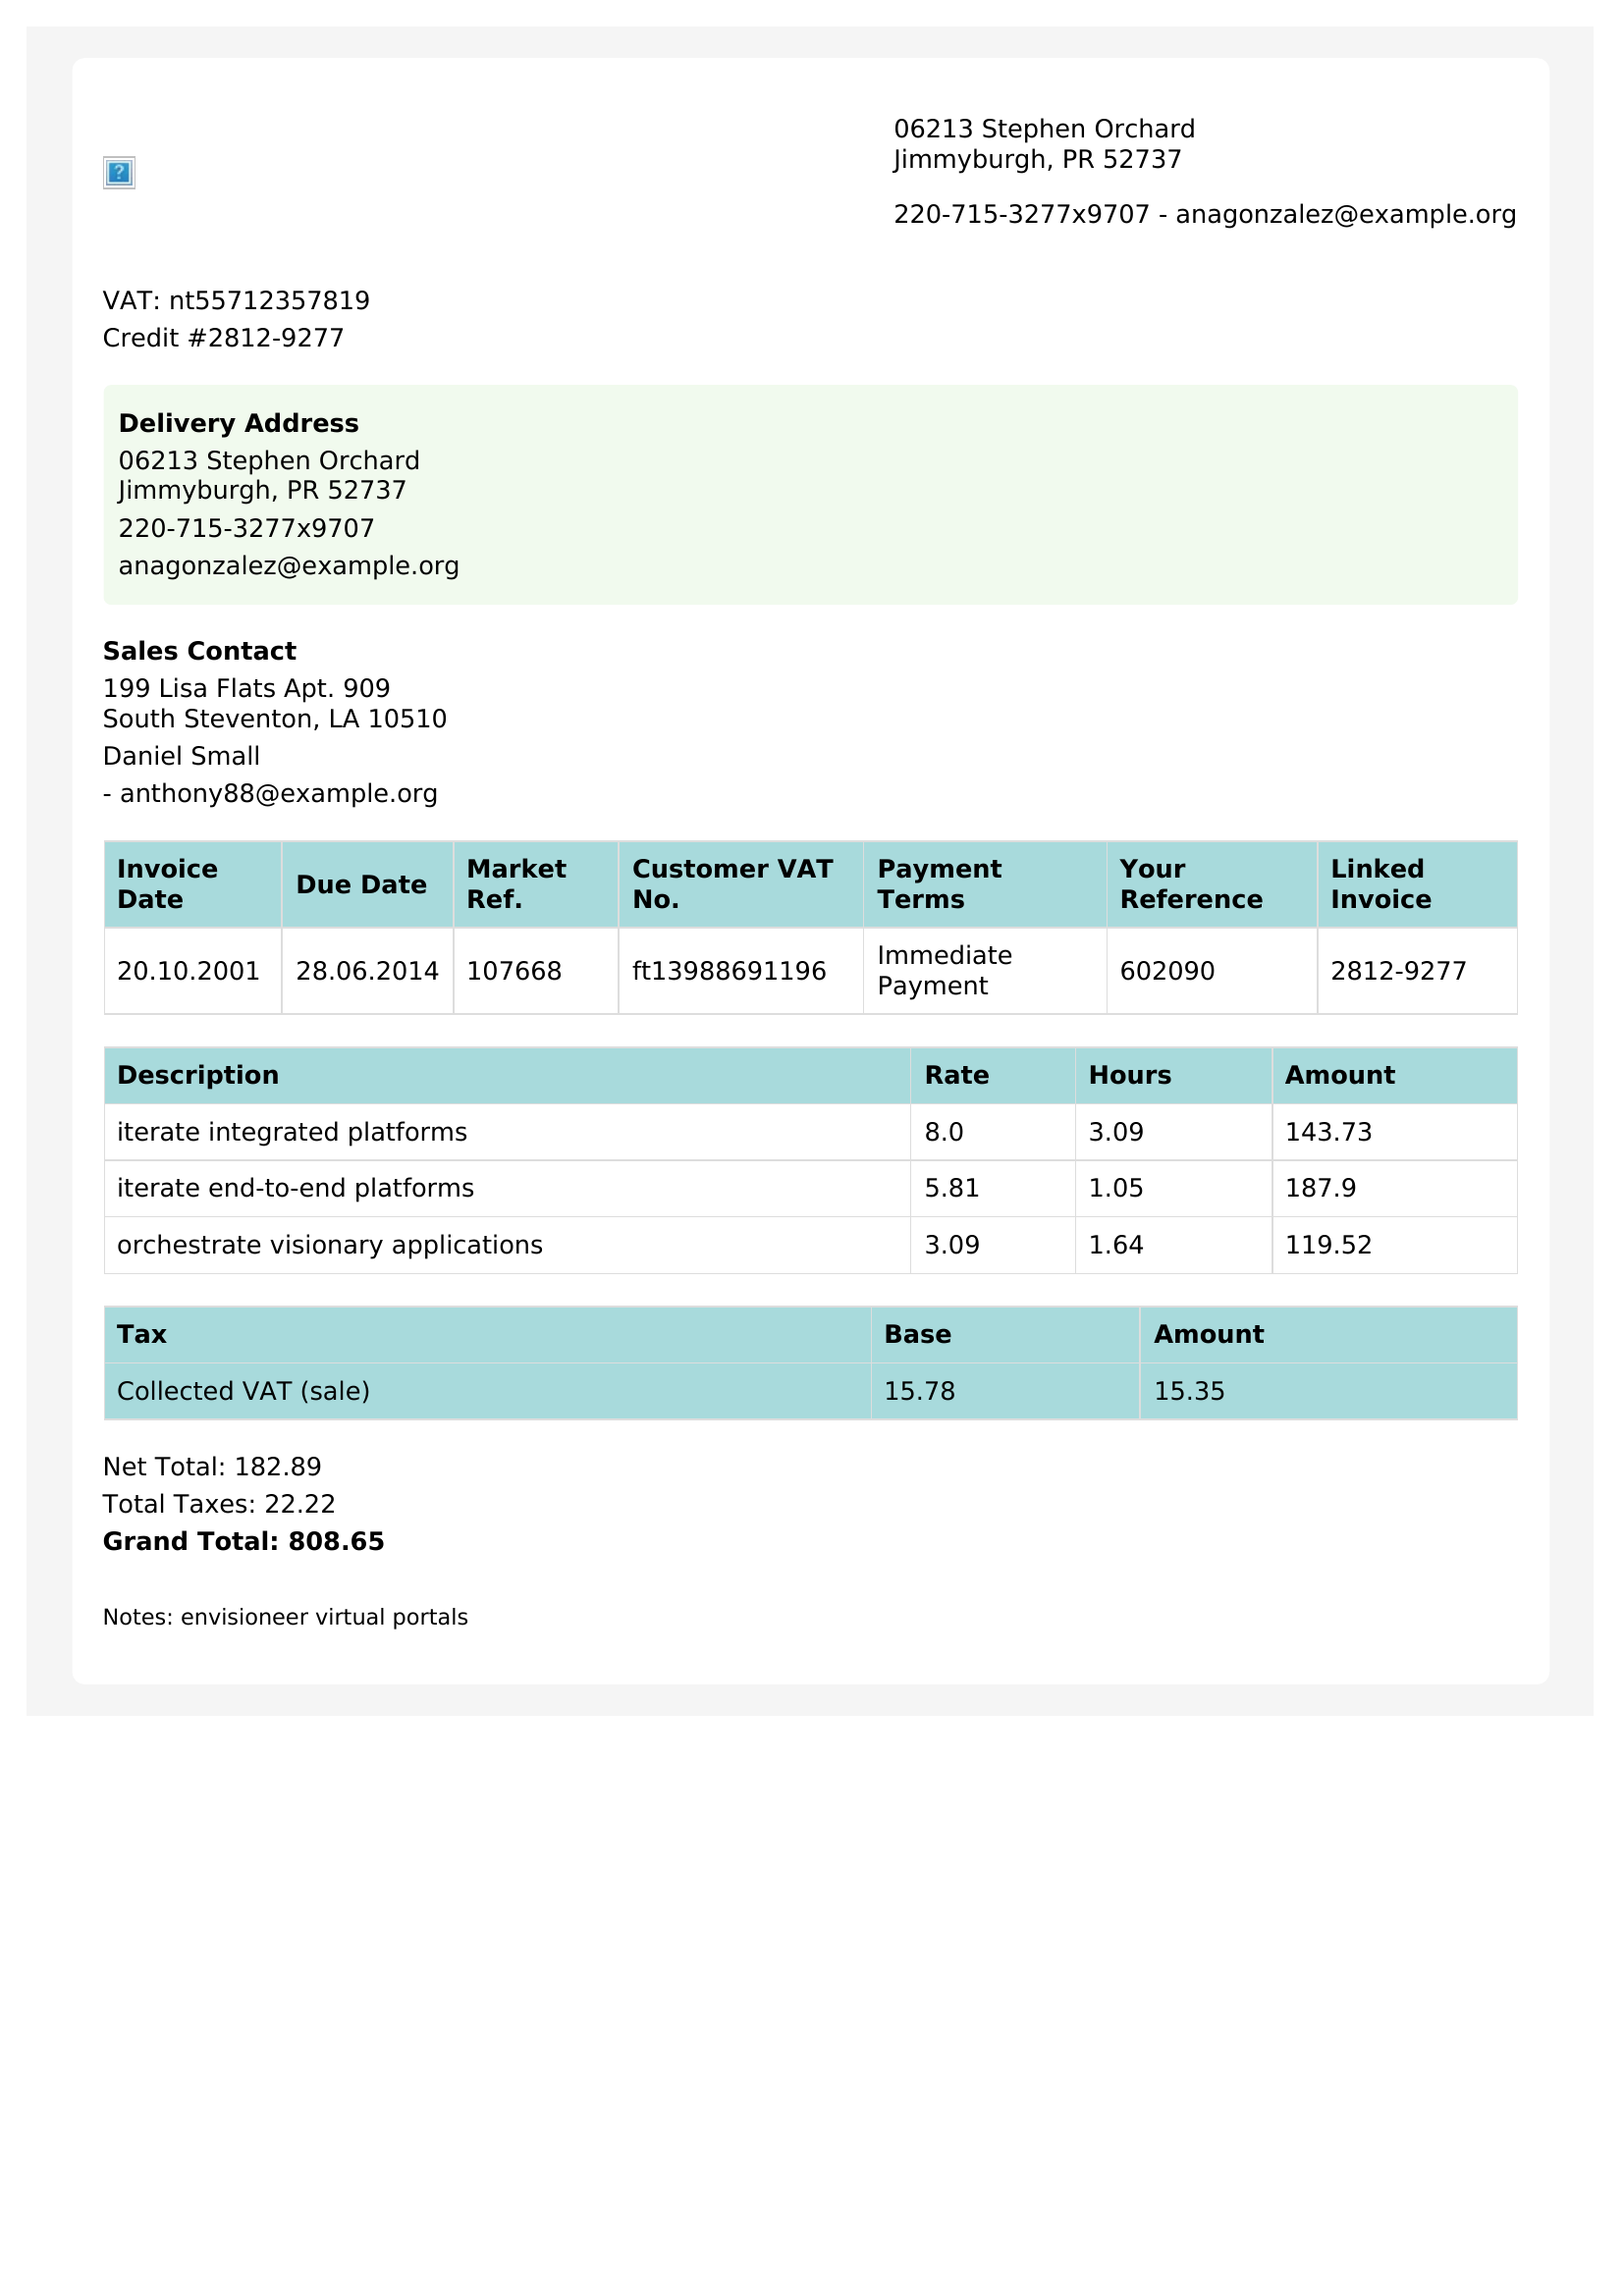 06213 Stephen Orchard
Jimmyburgh, PR 52737
220-715-3277x9707 - anagonzalez@example.org
VAT: nt55712357819
Credit #2812-9277
Delivery Address
06213 Stephen Orchard
Jimmyburgh, PR 52737
220-715-3277x9707
anagonzalez@example.org
Sales Contact
199 Lisa Flats Apt. 909
South Steventon, LA 10510
Daniel Small
- anthony88@example.org
Invoice Date Due Date Market Ref. Customer VAT No. Payment Terms Your Reference Linked Invoice
20.10.2001 28.06.2014 107668 ft13988691196 Immediate Payment 602090 2812-9277
Description Rate Hours Amount
iterate integrated platforms 8.0 3.09 143.73
iterate end-to-end platforms 5.81 1.05 187.9
orchestrate visionary applications 3.09 1.64 119.52
Tax Base Amount
Collected VAT (sale) 15.78 15.35
Net Total: 182.89
Total Taxes: 22.22
Grand Total: 808.65
Notes: envisioneer virtual portals